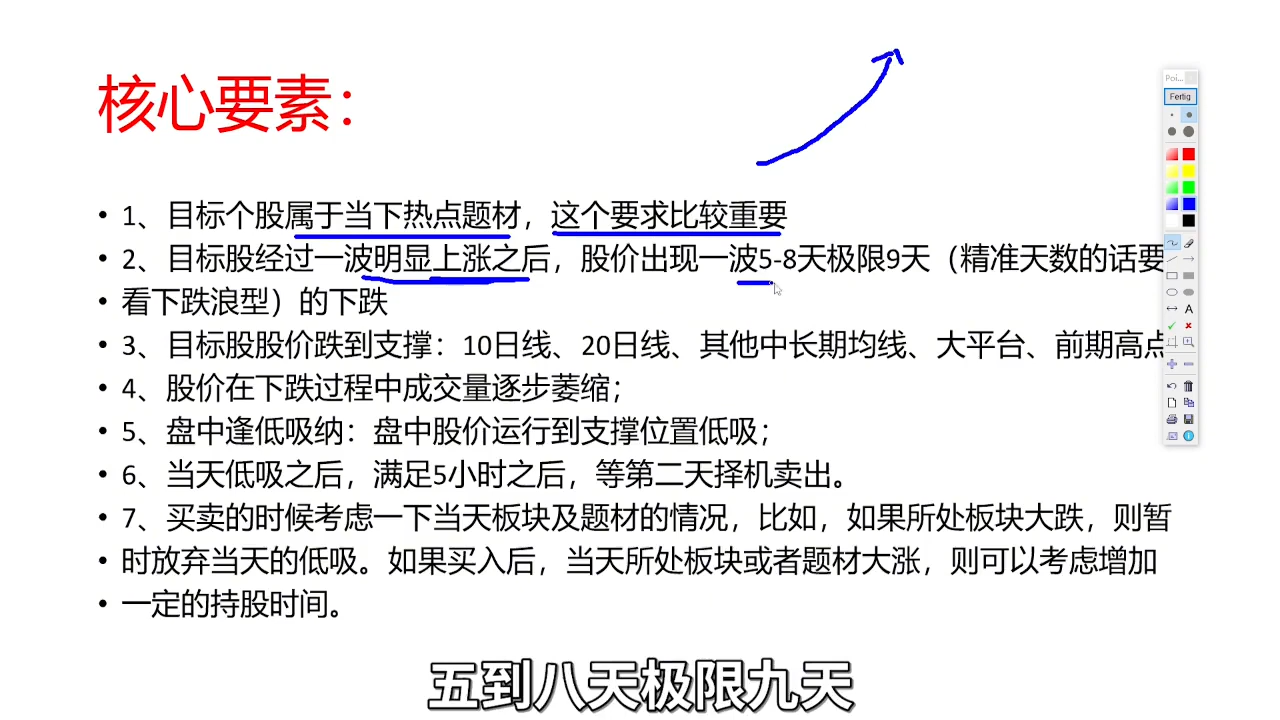 核心要素：
Poi...
Fertig
• 1、目标个股属于当下热点题材，这个要求比较重要
• 2、目标股经过一波明显上涨之后，股价出现一波5-8天极限9天（精准天数的话要
• 看下跌浪型）的下跌
• 3、目标股股价跌到支撑：10日线、20日线、其他中长期均线、大平台、前期高点
• 4、股价在下跌过程中成交量逐步萎缩；
• 5、盘中逢低吸纳：盘中股价运行到支撑位置低吸；
• 6、当天低吸之后，满足5小时之后，等第二天择机卖出。
• 7、买卖的时候考虑一下当天板块及题材的情况，比如，如果所处板块大跌，则暂
• 时放弃当天的低吸。如果买入后，当天所处板块或者题材大涨，则可以考虑增加
• 一定的持股时间。
五到八天极限九天